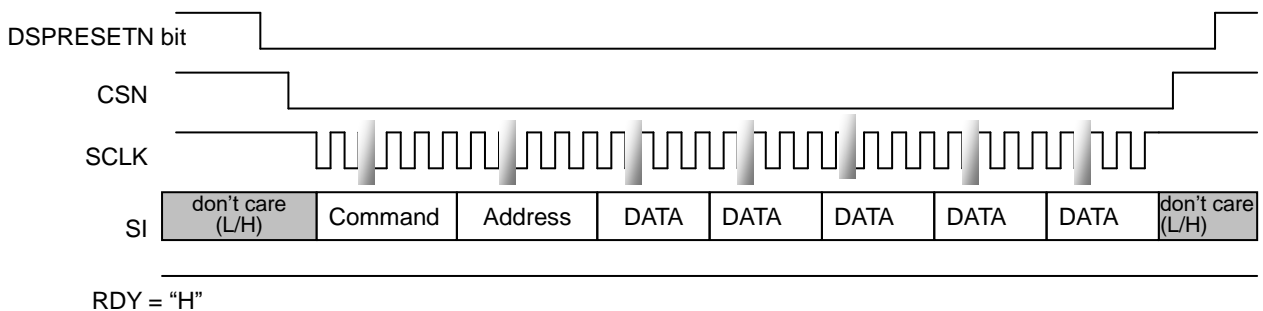 DSPRESETN bit
CSN
SCLK
SI
don't care
(L/H)
Command
Address
DATA
DATA
DATA
DATA
DATA
don't care
(L/H)
RDY = “H”